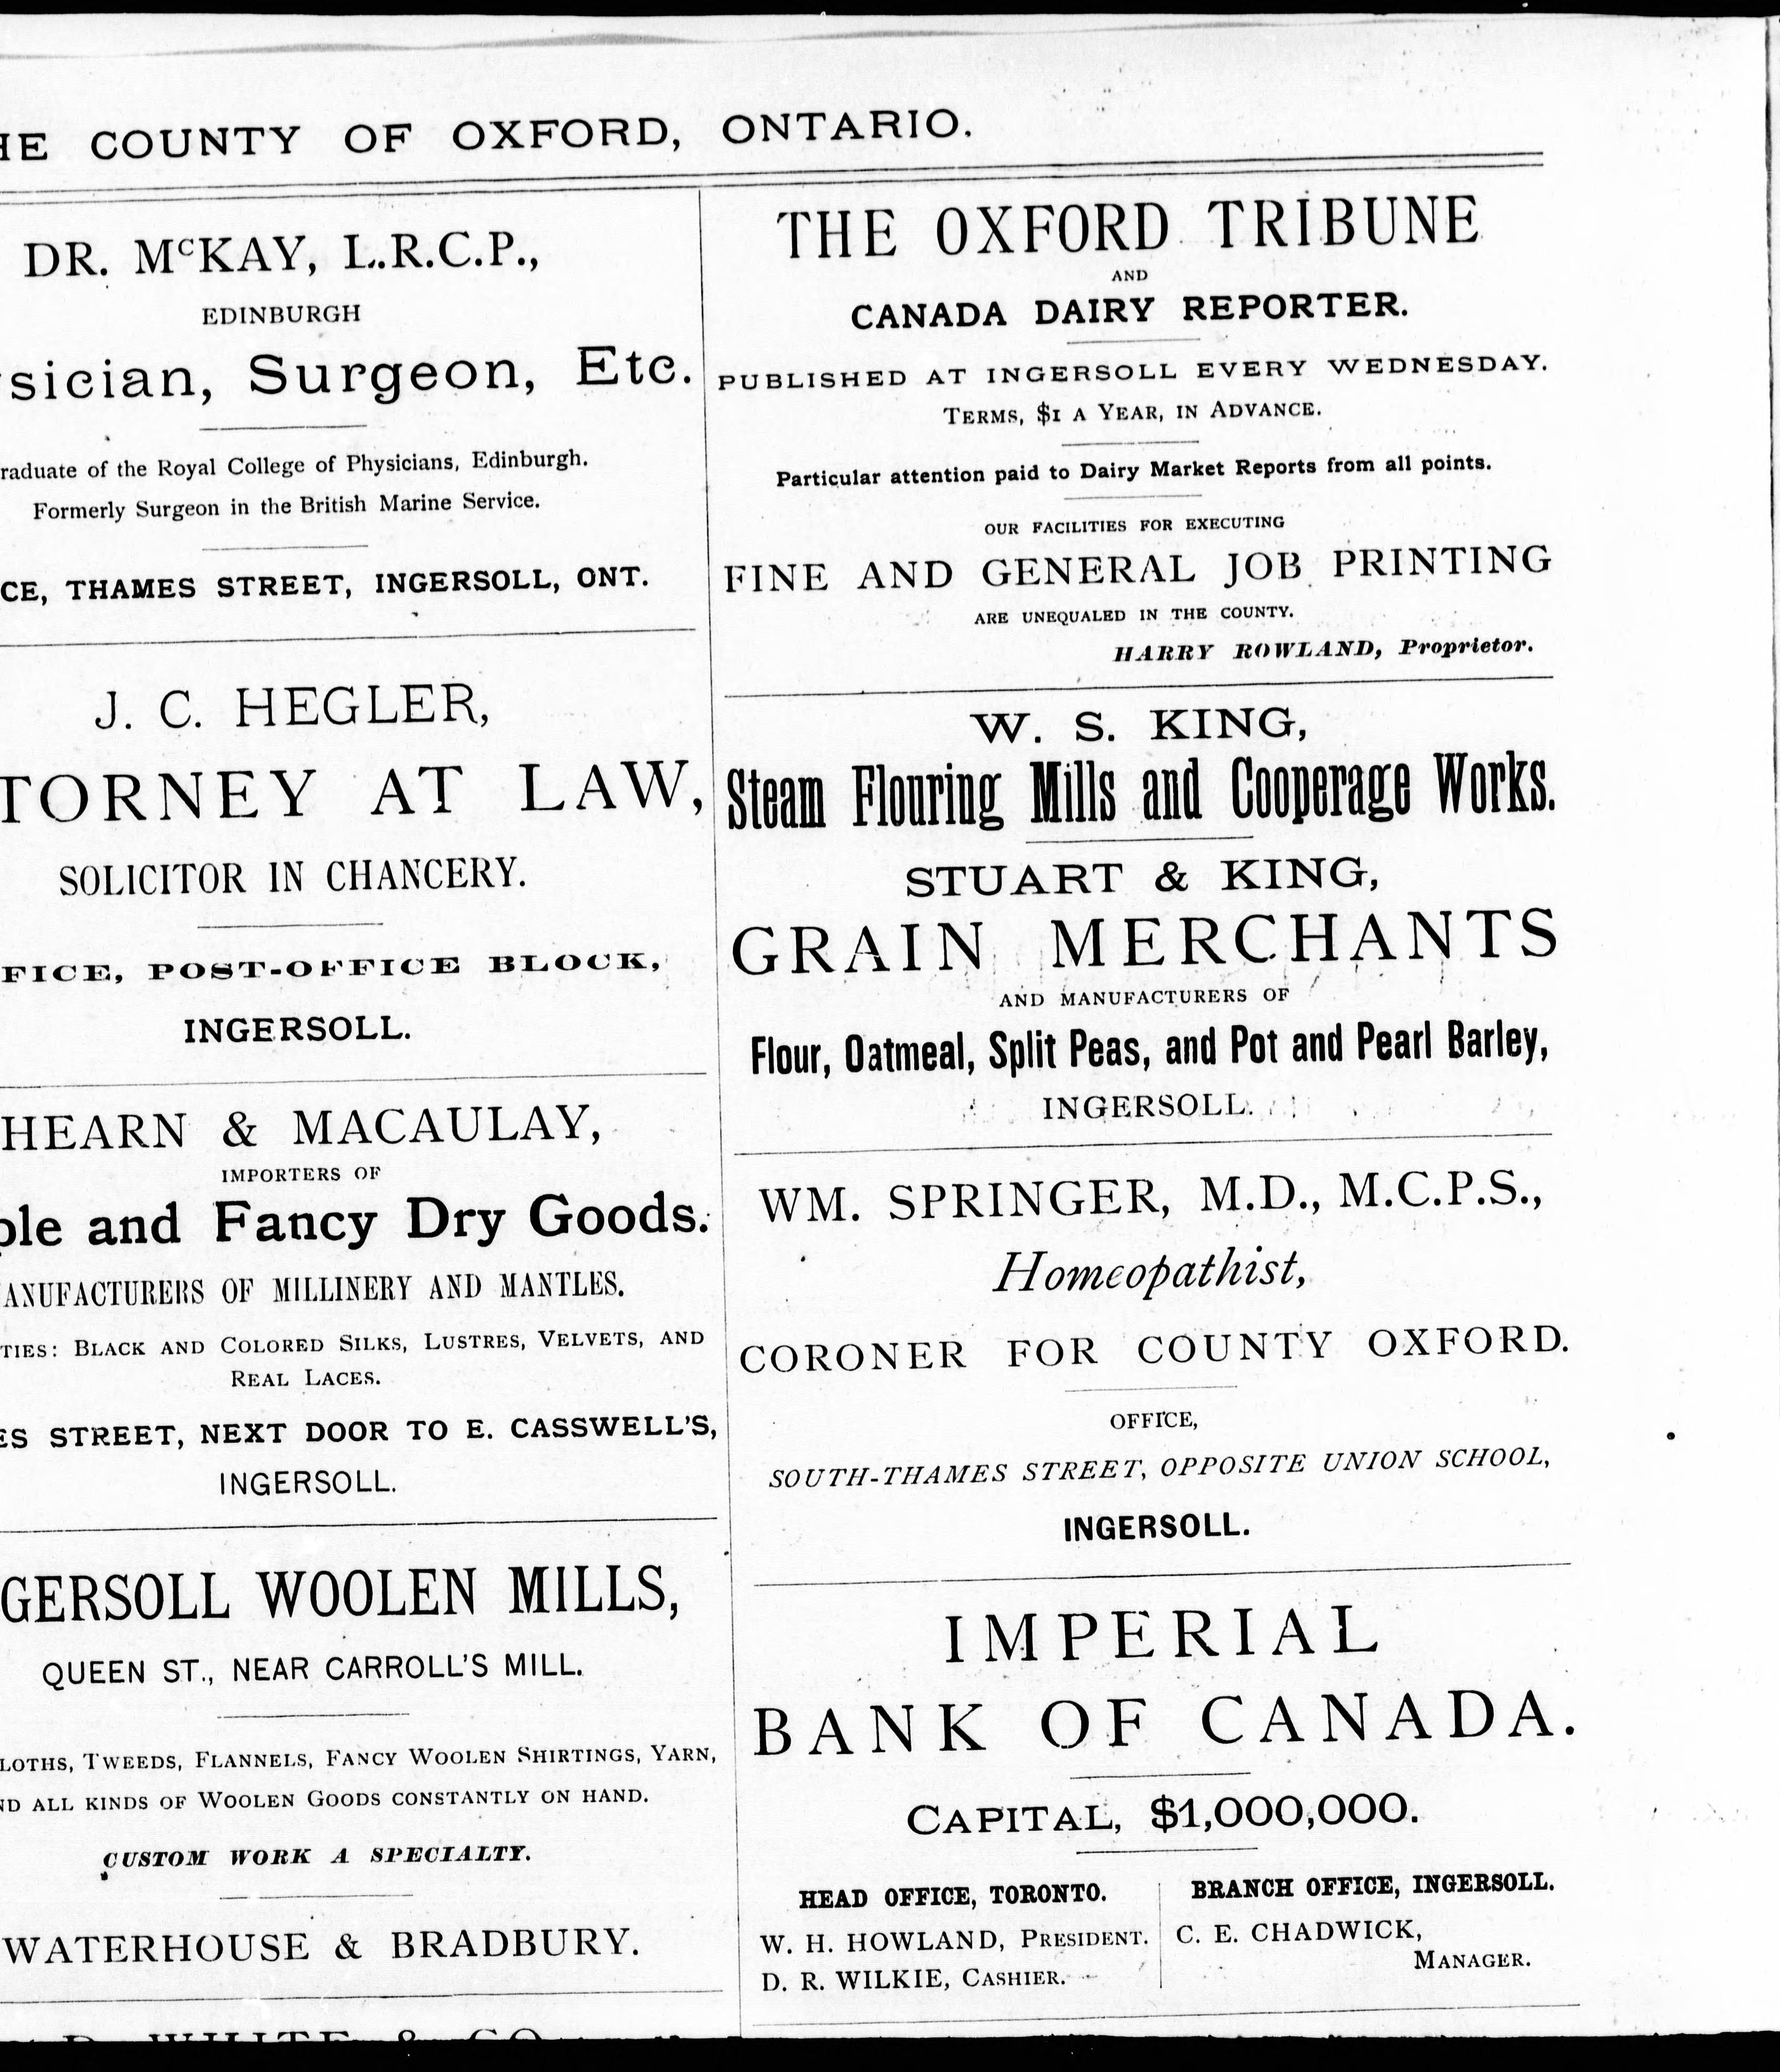 HE COUNTY OF OXFORD, ONTARIO.
DR. McKAY, L.R.C.P.,
EDINBURGH
sician, Surgeon, Etc.
raduate of the Royal College of Physicians, Edinburgh.
Formerly Surgeon in the British Marine Service.
CE, THAMES STREET, INGERSOLL, ONT.
J. C. HEGLER,
TORNEY AT LAW,
SOLICITOR IN CHANCERY.
FICE, POST-OFFICE BLOCK,
INGERSOLL.
HEARN & MACAULAY,
IMPORTERS OF
ple and Fancy Dry Goods.
ANUFACTURERS OF MILLINERY AND MANTLES.
TIES: BLACK AND COLORED SILKS, LUSTRES, VELVETS, AND
REAL LACES.
ES STREET, NEXT DOOR TO E. CASSWELL'S,
INGERSOLL.
GERSOLL WOOLEN MILLS,
QUEEN ST., NEAR CARROLL'S MILL.
LOTHS, TWEEDS, FLANNELS, FANCY WOOLEN SHIRTINGS, YARN,
ND ALL KINDS OF WOOLEN GOODS CONSTANTLY ON HAND.
CUSTOM WORK A SPECIALTY.
WATERHOUSE & BRADBURY.
THE OXFORD TRIBUNE
AND
CANADA DAIRY REPORTER.
PUBLISHED AT INGERSOLL EVERY WEDNESDAY.
TERMS, $1 A YEAR, IN ADVANCE.
Particular attention paid to Dairy Market Reports from all points.
OUR FACILITIES FOR EXECUTING
FINE AND GENERAL JOB PRINTING
ARE UNEQUALED IN THE COUNTY.
HARRY ROWLAND, Proprietor.
W. S. KING,
Steam Flouring Mills and Cooperage Works.
STUART & KING,
GRAIN MERCHANTS
AND MANUFACTURERS OF
Flour, Oatmeal, Split Peas, and Pot and Pearl Barley,
INGERSOLL.
WM. SPRINGER, M.D., M.C.P.S.,
Homeopathist,
CORONER FOR COUNTY OXFORD.
OFFICE,
SOUTH-THAMES STREET, OPPOSITE UNION SCHOOL,
INGERSOLL.
IMPERIAL
BANK OF CANADA.
CAPITAL, $1,000,000.
HEAD OFFICE, TORONTO.
W. H. HOWLAND, PRESIDENT.
D. R. WILKIE, CASHIER.
BRANCH OFFICE, INGERSOLL.
C. E. CHADWICK,
MANAGER.